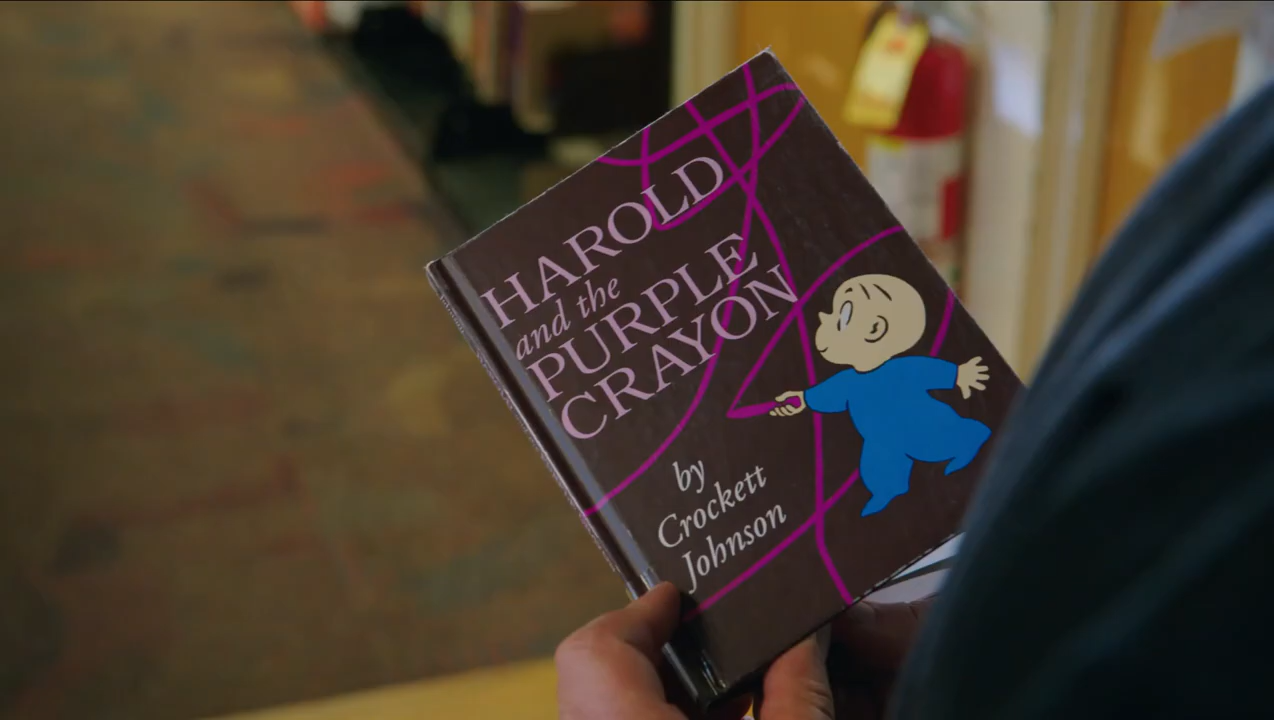 HAROLD
and the
PURPLE
CRAYON
by
Crockett
Johnson